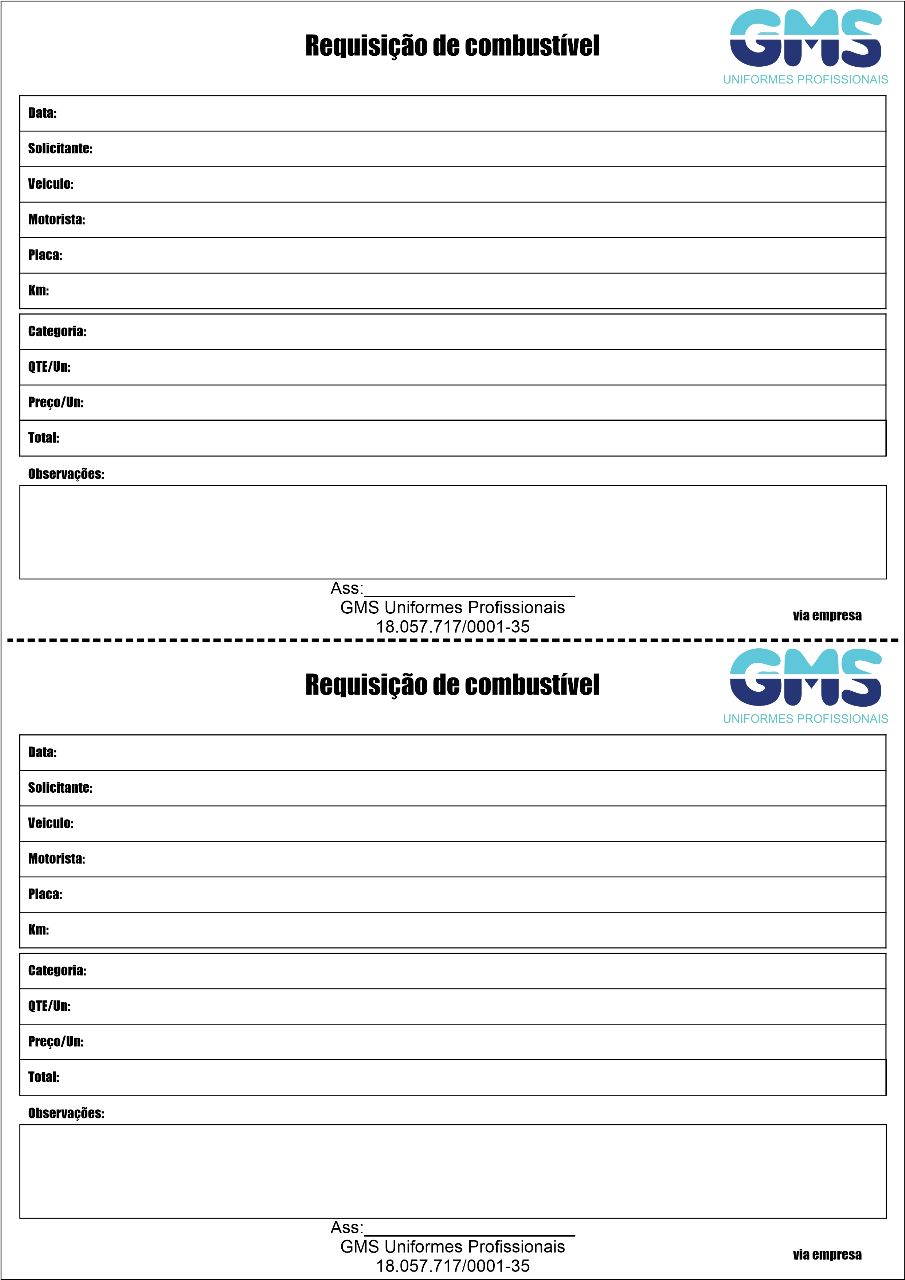 Requisição de combustível
GMS
UNIFORMES PROFISSIONAIS
Data:
Solicitante:
Veiculo:
Motorista:
Placa:
Km:
Categoria:
QTE/Un:
Preço/Un:
Total:
Observações:
Ass:______________________
GMS Uniformes Profissionais
18.057.717/0001-35
via empresa
Requisição de combustível
GMS
UNIFORMES PROFISSIONAIS
Data:
Solicitante:
Veiculo:
Motorista:
Placa:
Km:
Categoria:
QTE/Un:
Preço/Un:
Total:
Observações:
Ass:______________________
GMS Uniformes Profissionais
18.057.717/0001-35
via empresa